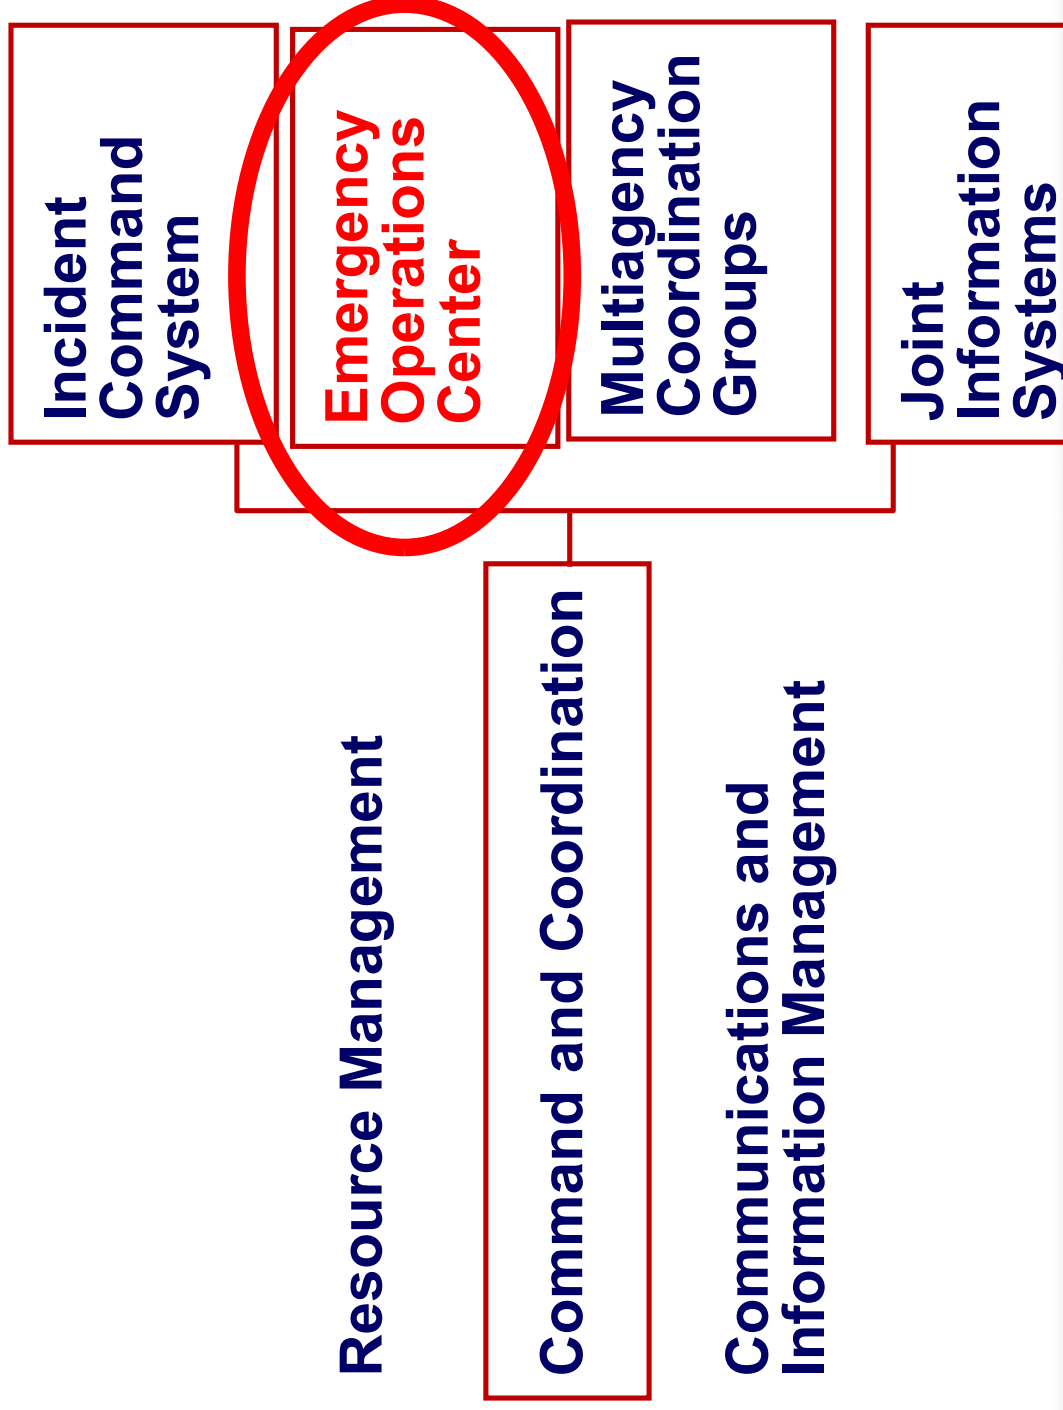 Resource Management
Command and Coordination
Communications and
Information Management
Incident
Command
System
Emergency
Operations
Center
Multiagency
Coordination
Groups
Joint
Information
Systems